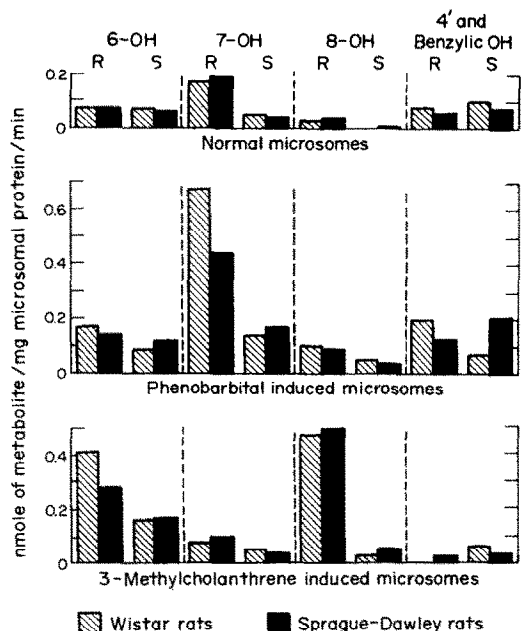 6-OH 7-OH 8-OH 4′ and Benzylic OH
R S R S R S R S
0.2
0
Normal microsomes
0.6
0.4
0.2
0
Phenobarbital induced microsomes
0.4
0.2
0
3-Methylcholanthrene induced microsomes
nmole of metabolite/mg microsomal protein/min
Wistar rats Sprague-Dawley rats